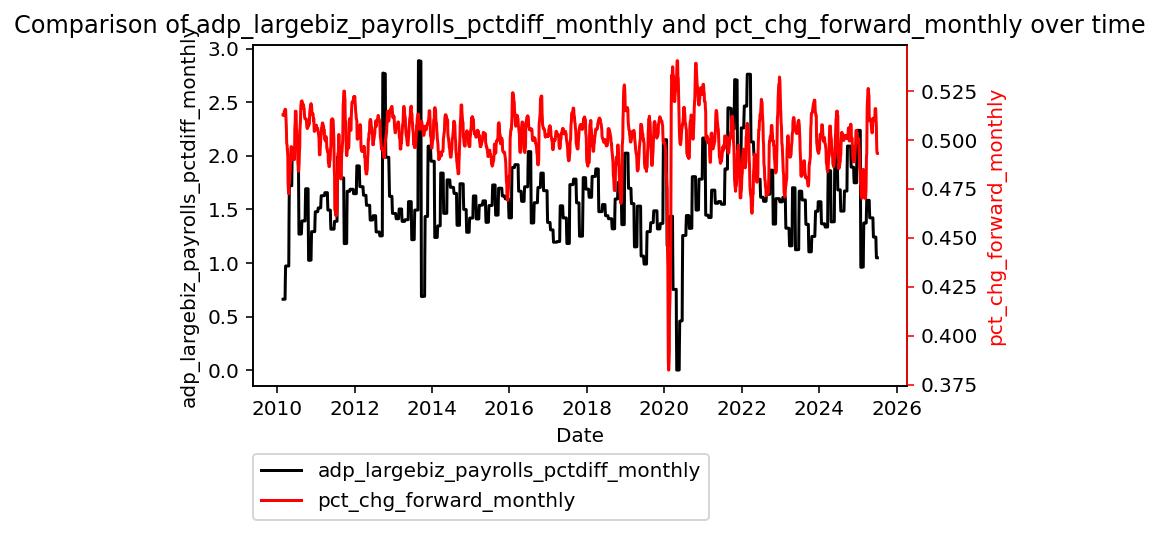 Comparison of adp_largebiz_payrolls_pctdiff_monthly and pct_chg_forward_monthly over time
adp_largebiz_payrolls_pctdiff_monthly
3.0
2.5
2.0
1.5
1.0
0.5
0.0
0.525
0.500
0.475
0.450
0.425
0.400
0.375
pct_chg_forward_monthly
2010 2012 2014 2016 2018 2020 2022 2024 2026
Date
adp_largebiz_payrolls_pctdiff_monthly
pct_chg_forward_monthly